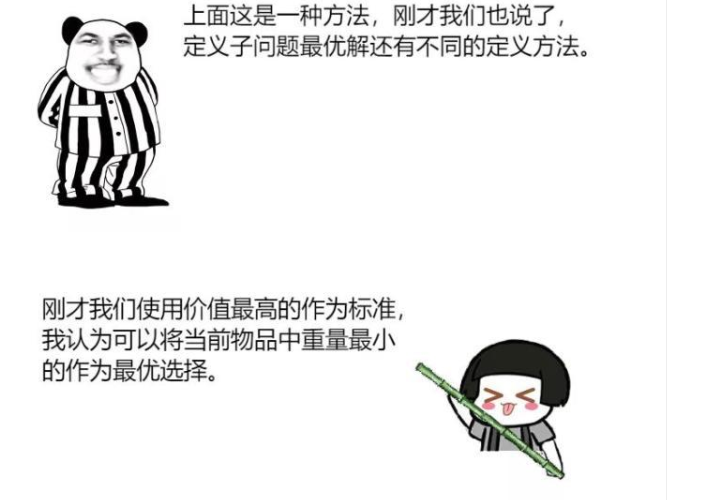 上面这是一种方法，刚才我们也说了，
定义子问题最优解还有不同的定义方法。
刚才我们使用价值最高的作为标准，
我认为可以将当前物品中重量最小
的作为最优选择。